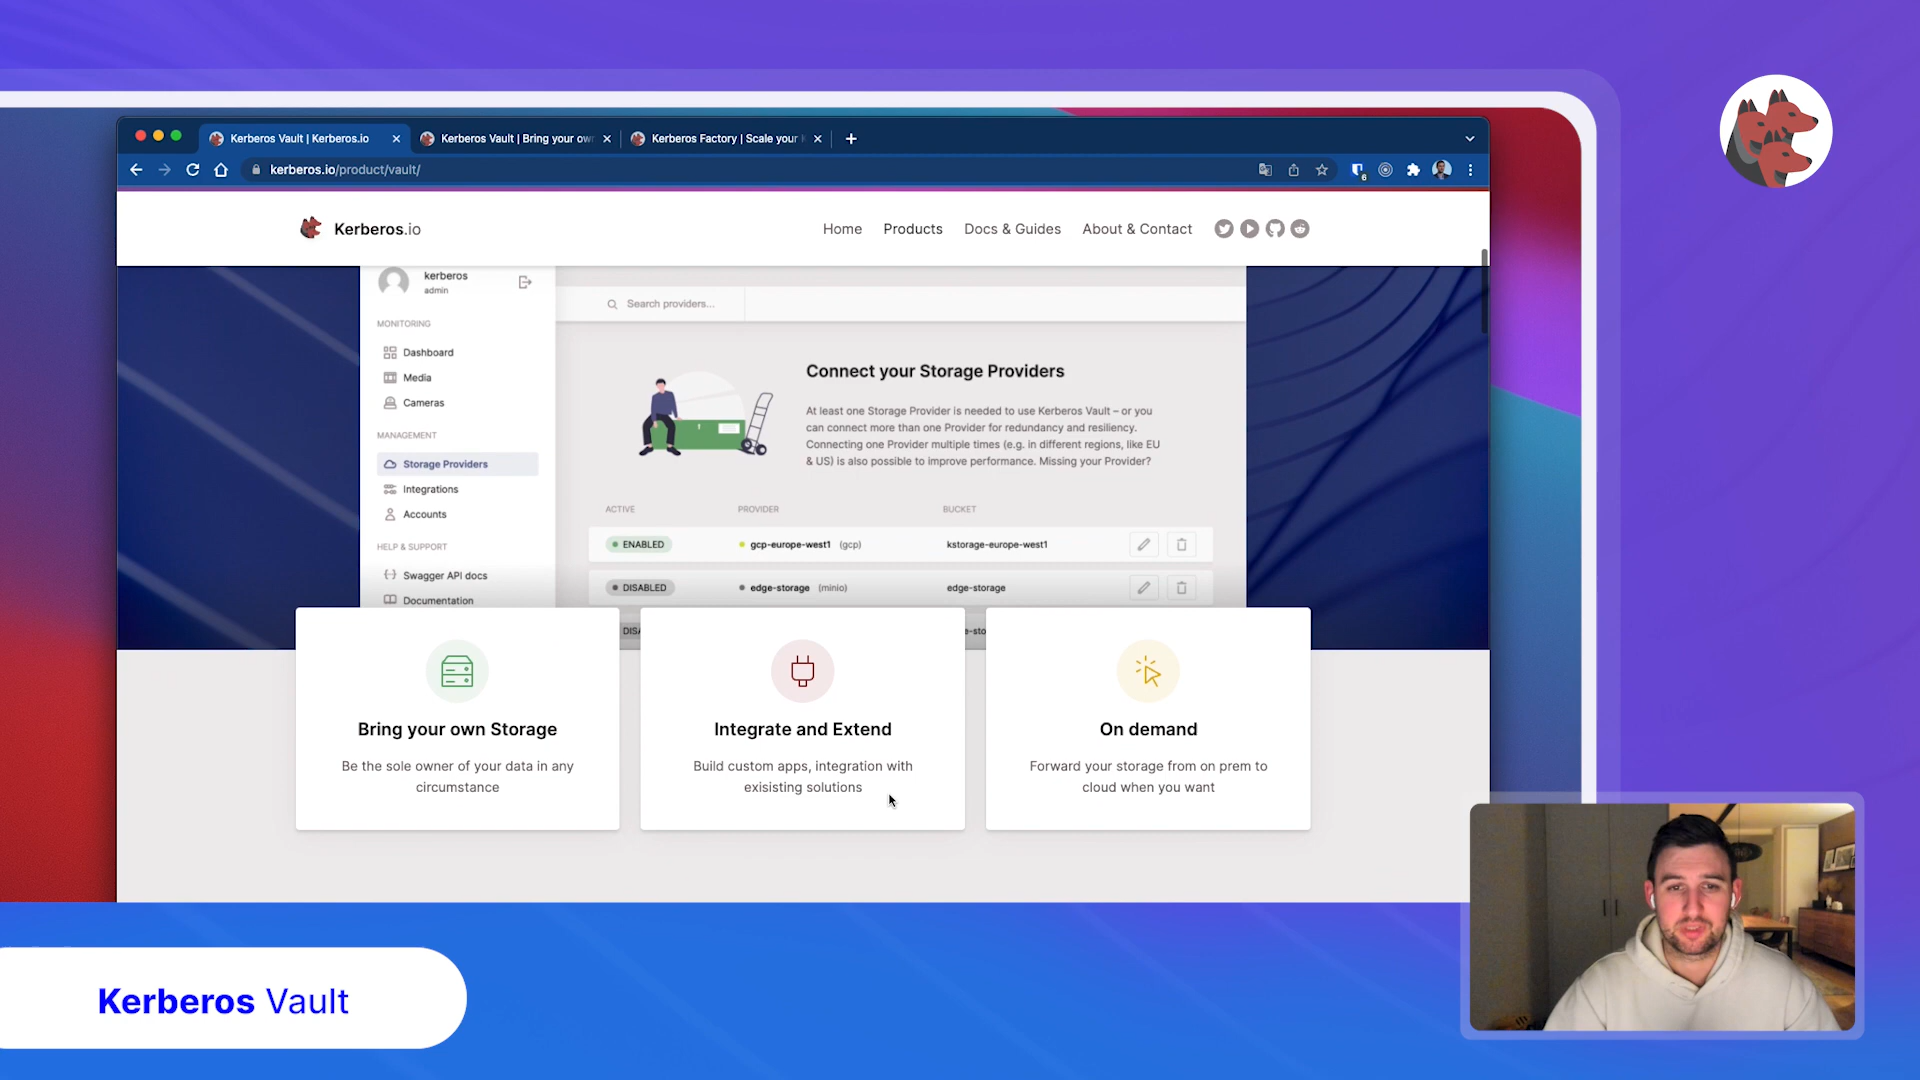 Kerberos Vault | Kerberos.io
Kerberos Vault | Bring your own
Kerberos Factory | Scale your
kerberos.io/product/vault/
6
Kerberos.io
Home
Products
Docs & Guides
About & Contact
kerberos
admin
MONITORING
Dashboard
Media
Cameras
MANAGEMENT
Storage Providers
Integrations
Accounts
HELP & SUPPORT
Swagger API docs
Documentation
Search providers...
Connect your Storage Providers
At least one Storage Provider is needed to use Kerberos Vault – or you
can connect more than one Provider for redundancy and resiliency.
Connecting one Provider multiple times (e.g. in different regions, like EU
& US) is also possible to improve performance. Missing your Provider?
ACTIVE PROVIDER BUCKET
ENABLED gcp-europe-west1 (gcp) kstorage-europe-west1
DISABLED edge-storage (minio) edge-storage
Bring your own Storage
Be the sole owner of your data in any
circumstance
Integrate and Extend
Build custom apps, integration with
exisisting solutions
On demand
Forward your storage from on prem to
cloud when you want
Kerberos Vault